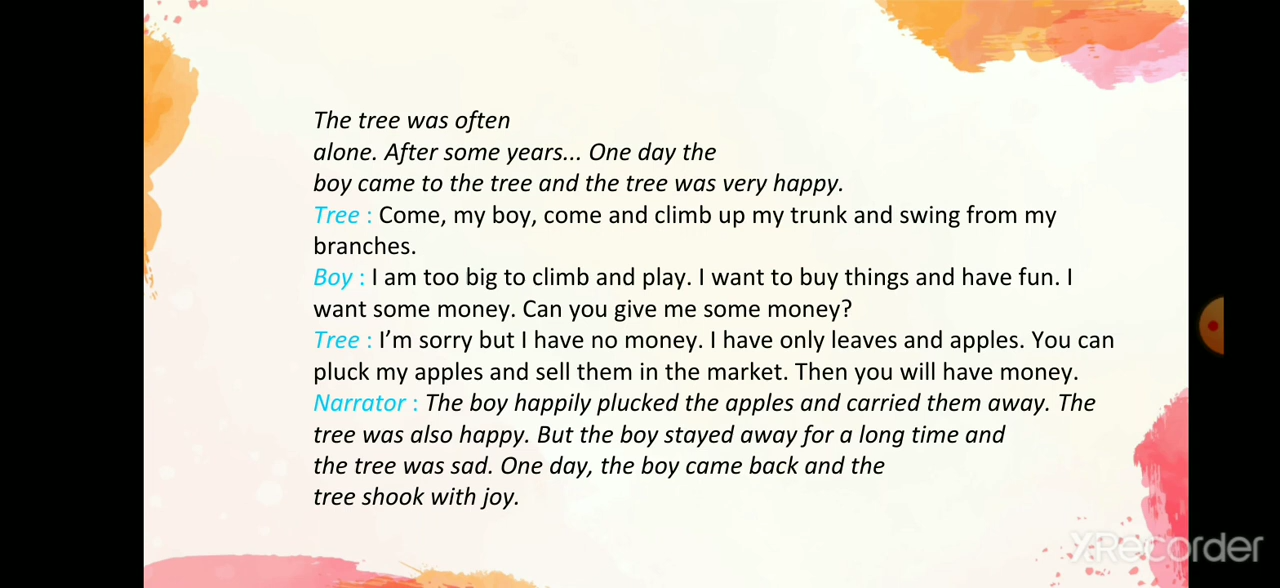 The tree was often
alone. After some years... One day the
boy came to the tree and the tree was very happy.
Tree : Come, my boy, come and climb up my trunk and swing from my
branches.
Boy : I am too big to climb and play. I want to buy things and have fun. I
want some money. Can you give me some money?
Tree : I’m sorry but I have no money. I have only leaves and apples. You can
pluck my apples and sell them in the market. Then you will have money.
Narrator : The boy happily plucked the apples and carried them away. The
tree was also happy. But the boy stayed away for a long time and
the tree was sad. One day, the boy came back and the
tree shook with joy.
XRecorder